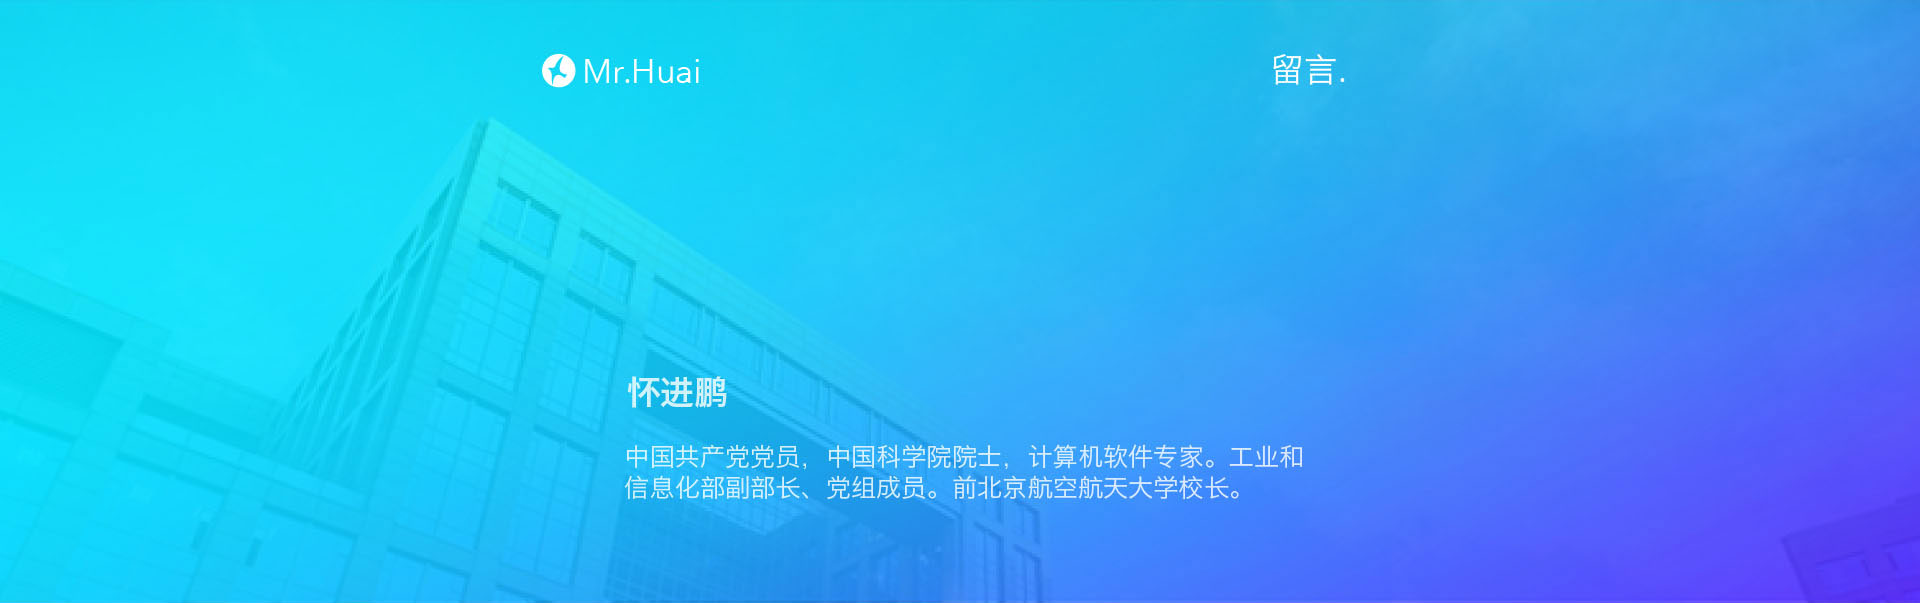 Mr.Huai
留言.
怀进鹏
中国共产党党员，中国科学院院士，计算机软件专家。工业和
信息化部副部长、党组成员。前北京航空航天大学校长。